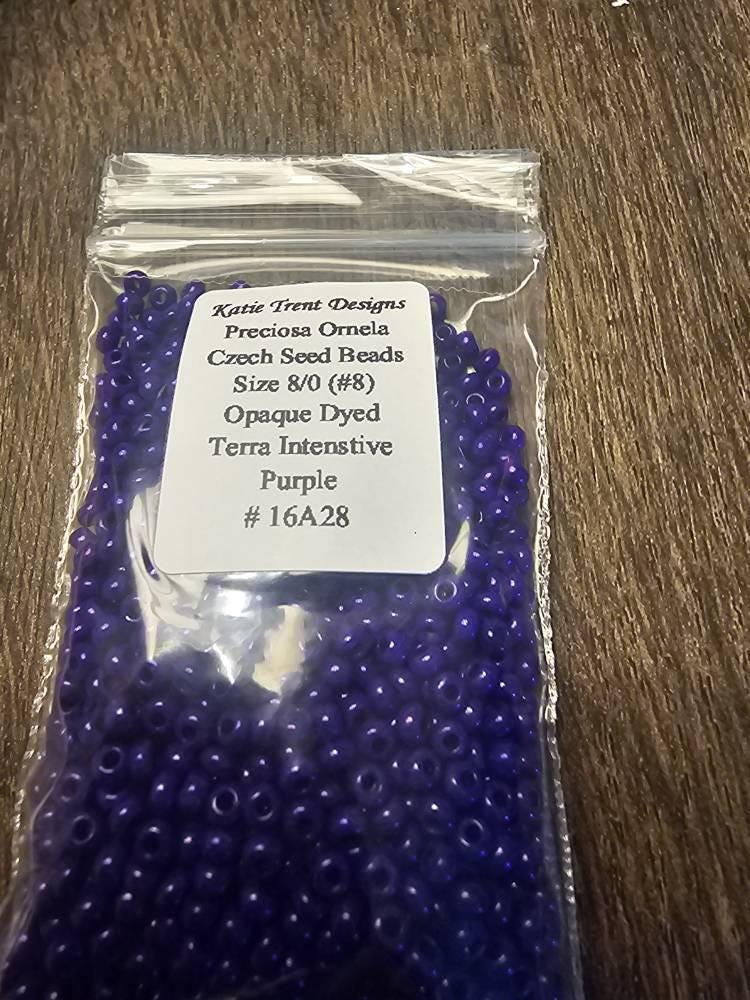 Katie Trent Designs
Preciosa Ornela
Czech Seed Beads
Size 8/0 (#8)
Opaque Dyed
Terra Intenstive
Purple
# 16A28